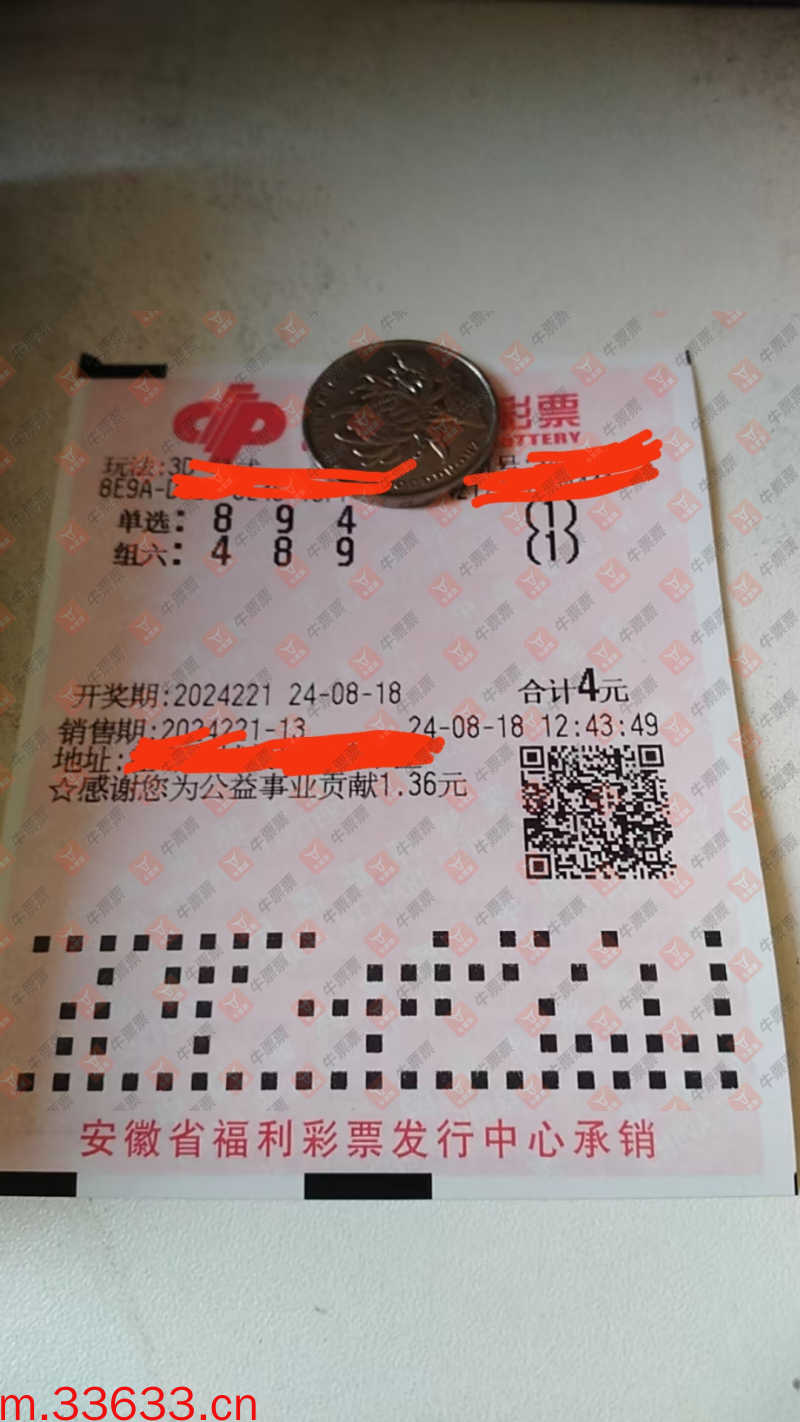 彩票
LOTTERY
玩法:3D
8E9A-D
单选: 8 9 4 (1)
组六: 4 8 9 (1)
开奖期:2024221 24-08-18 合计4元
销售期:2024221-13 24-08-18 12:43:49
地址:
☆感谢您为公益事业贡献1.36元
安徽省福利彩票发行中心承销
牛票票
m.33633.cn